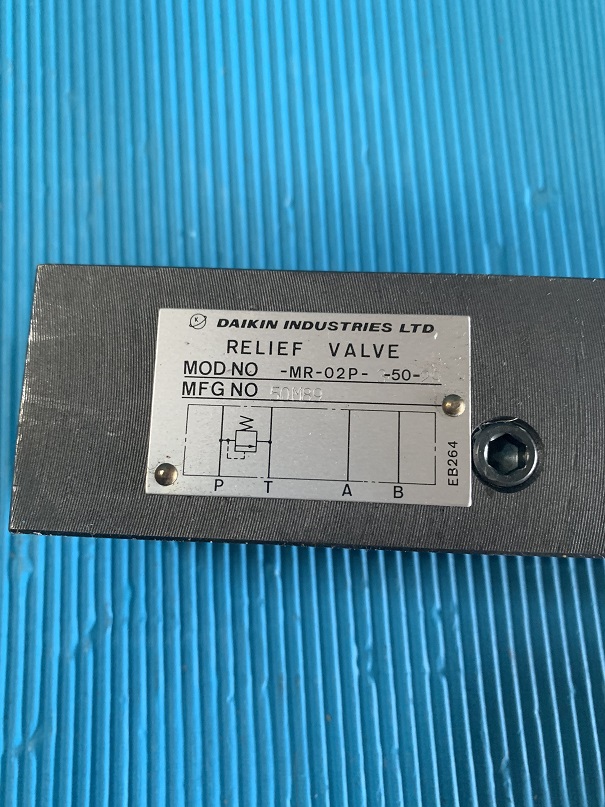 DAIKIN INDUSTRIES LTD
RELIEF VALVE
MOD NO -MR-02P- -50-
MFG NO
P T A B
EB264